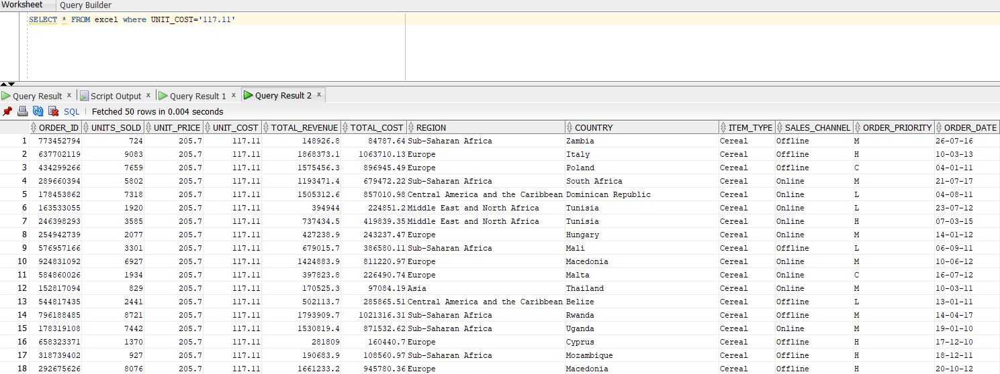 Worksheet Query Builder
SELECT * FROM excel where UNIT_COST='117.11'
Query Result x Script Output x Query Result 1 x Query Result 2 x
SQL Fetched 50 rows in 0.004 seconds
ORDER_ID UNITS_SOLD UNIT_PRICE UNIT_COST TOTAL_REVENUE TOTAL_COST REGION COUNTRY ITEM_TYPE SALES_CHANNEL ORDER_PRIORITY ORDER_DATE
1 773452794 724 205.7 117.11 148926.8 84787.64 Sub-Saharan Africa Zambia Cereal Offline M 26-07-16
2 637702119 9083 205.7 117.11 1868373.1 1063710.13 Europe Italy Cereal Offline H 10-03-13
3 434299266 7659 205.7 117.11 1575456.3 896945.49 Europe Poland Cereal Offline C 04-01-11
4 289660394 5802 205.7 117.11 1193471.4 679472.22 Sub-Saharan Africa South Africa Cereal Online M 21-07-17
5 178453862 7318 205.7 117.11 1505312.6 857010.98 Central America and the Caribbean Dominican Republic Cereal Online L 04-08-11
6 163533055 1920 205.7 117.11 394944 224851.2 Middle East and North Africa Tunisia Cereal Online L 23-07-12
7 246398293 3585 205.7 117.11 737434.5 419839.35 Middle East and North Africa Tunisia Cereal Online H 07-03-15
8 254942739 2077 205.7 117.11 427238.9 243237.47 Europe Hungary Cereal Online M 14-01-12
9 576957166 3301 205.7 117.11 679015.7 386580.11 Sub-Saharan Africa Mali Cereal Offline L 06-09-11
10 924831092 6927 205.7 117.11 1424883.9 811220.97 Europe Macedonia Cereal Online M 10-06-12
11 584860026 1934 205.7 117.11 397823.8 226490.74 Europe Malta Cereal Online C 16-07-12
12 152817094 829 205.7 117.11 170525.3 97084.19 Asia Thailand Cereal Online M 10-03-11
13 544817435 2441 205.7 117.11 502113.7 285865.51 Central America and the Caribbean Belize Cereal Offline L 13-01-11
14 796188485 8721 205.7 117.11 1793909.7 1021316.31 Sub-Saharan Africa Rwanda Cereal Offline M 14-04-17
15 178319108 7442 205.7 117.11 1530819.4 871532.62 Sub-Saharan Africa Uganda Cereal Online M 19-01-10
16 658323371 1370 205.7 117.11 281809 160440.7 Europe Cyprus Cereal Offline H 17-12-10
17 318739402 927 205.7 117.11 190683.9 108560.97 Sub-Saharan Africa Mozambique Cereal Offline H 18-12-11
18 292675626 8076 205.7 117.11 1661233.2 945780.36 Europe Macedonia Cereal Offline H 20-10-12